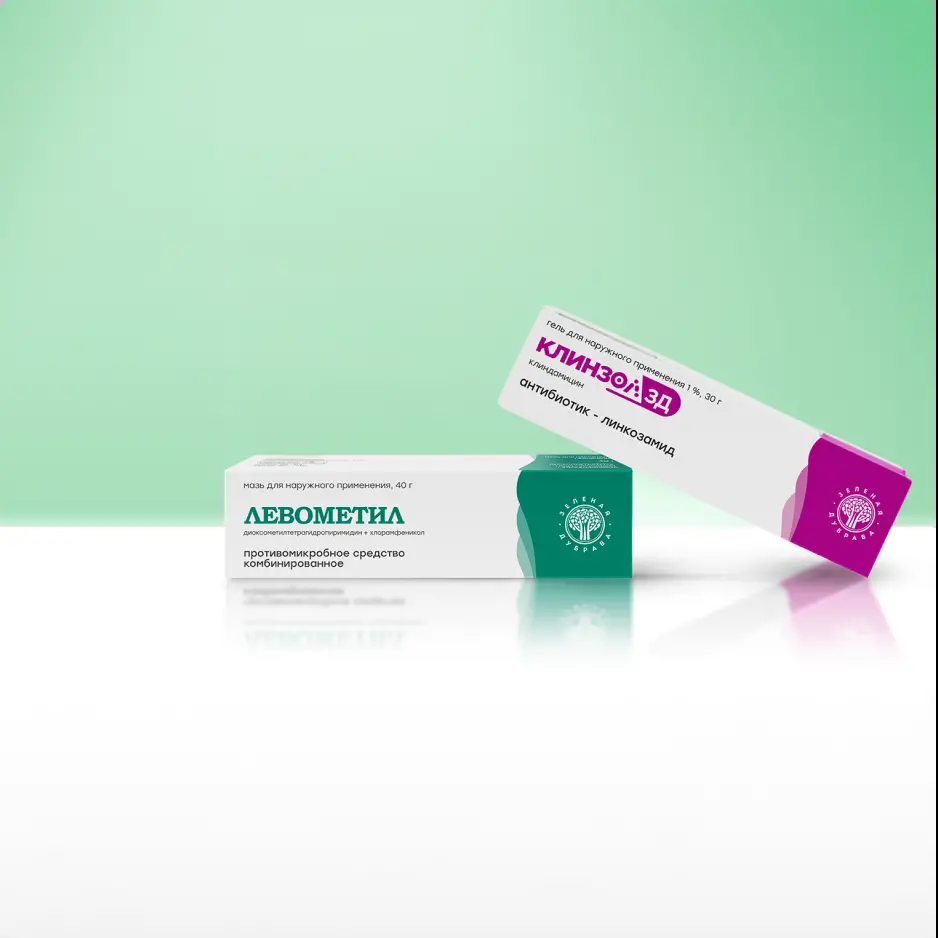 гель для наружного применения 1 %, 30 г
КЛИНЗОЛ ЗД
клиндамицин
антибиотик - линкозамид
ЗЕЛЕНАЯ ДУБРАВА
мазь для наружного применения, 40 г
ЛЕВОМЕТИЛ
диоксометилтетрагидропиримидин + хлорамфеникол
противомикробное средство
комбинированное
ЗЕЛЕНАЯ ДУБРАВА